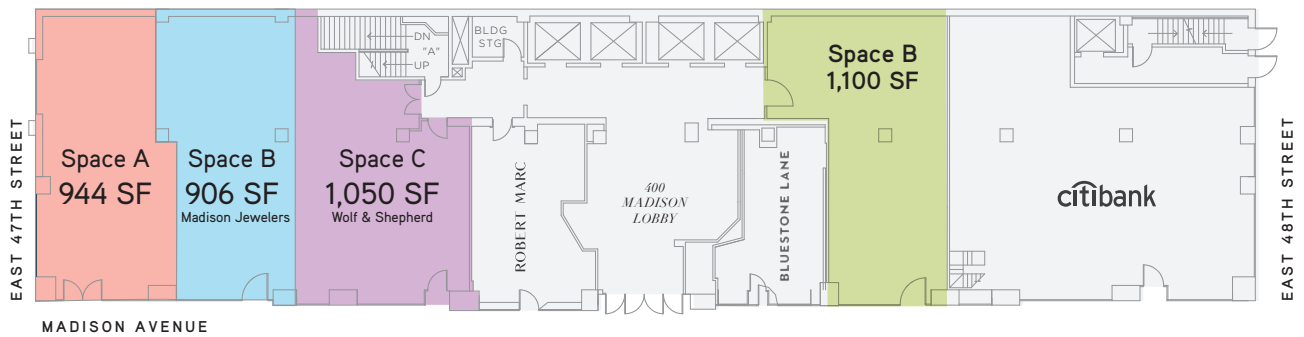 DN
"A"
UP
BLDG
STG
Space A
944 SF
Space B
906 SF
Madison Jewelers
Space C
1,050 SF
Wolf & Shepherd
ROBERT MARC
400
MADISON
LOBBY
BLUESTONE LANE
Space B
1,100 SF
citibank
EAST 47TH STREET
EAST 48TH STREET
MADISON AVENUE